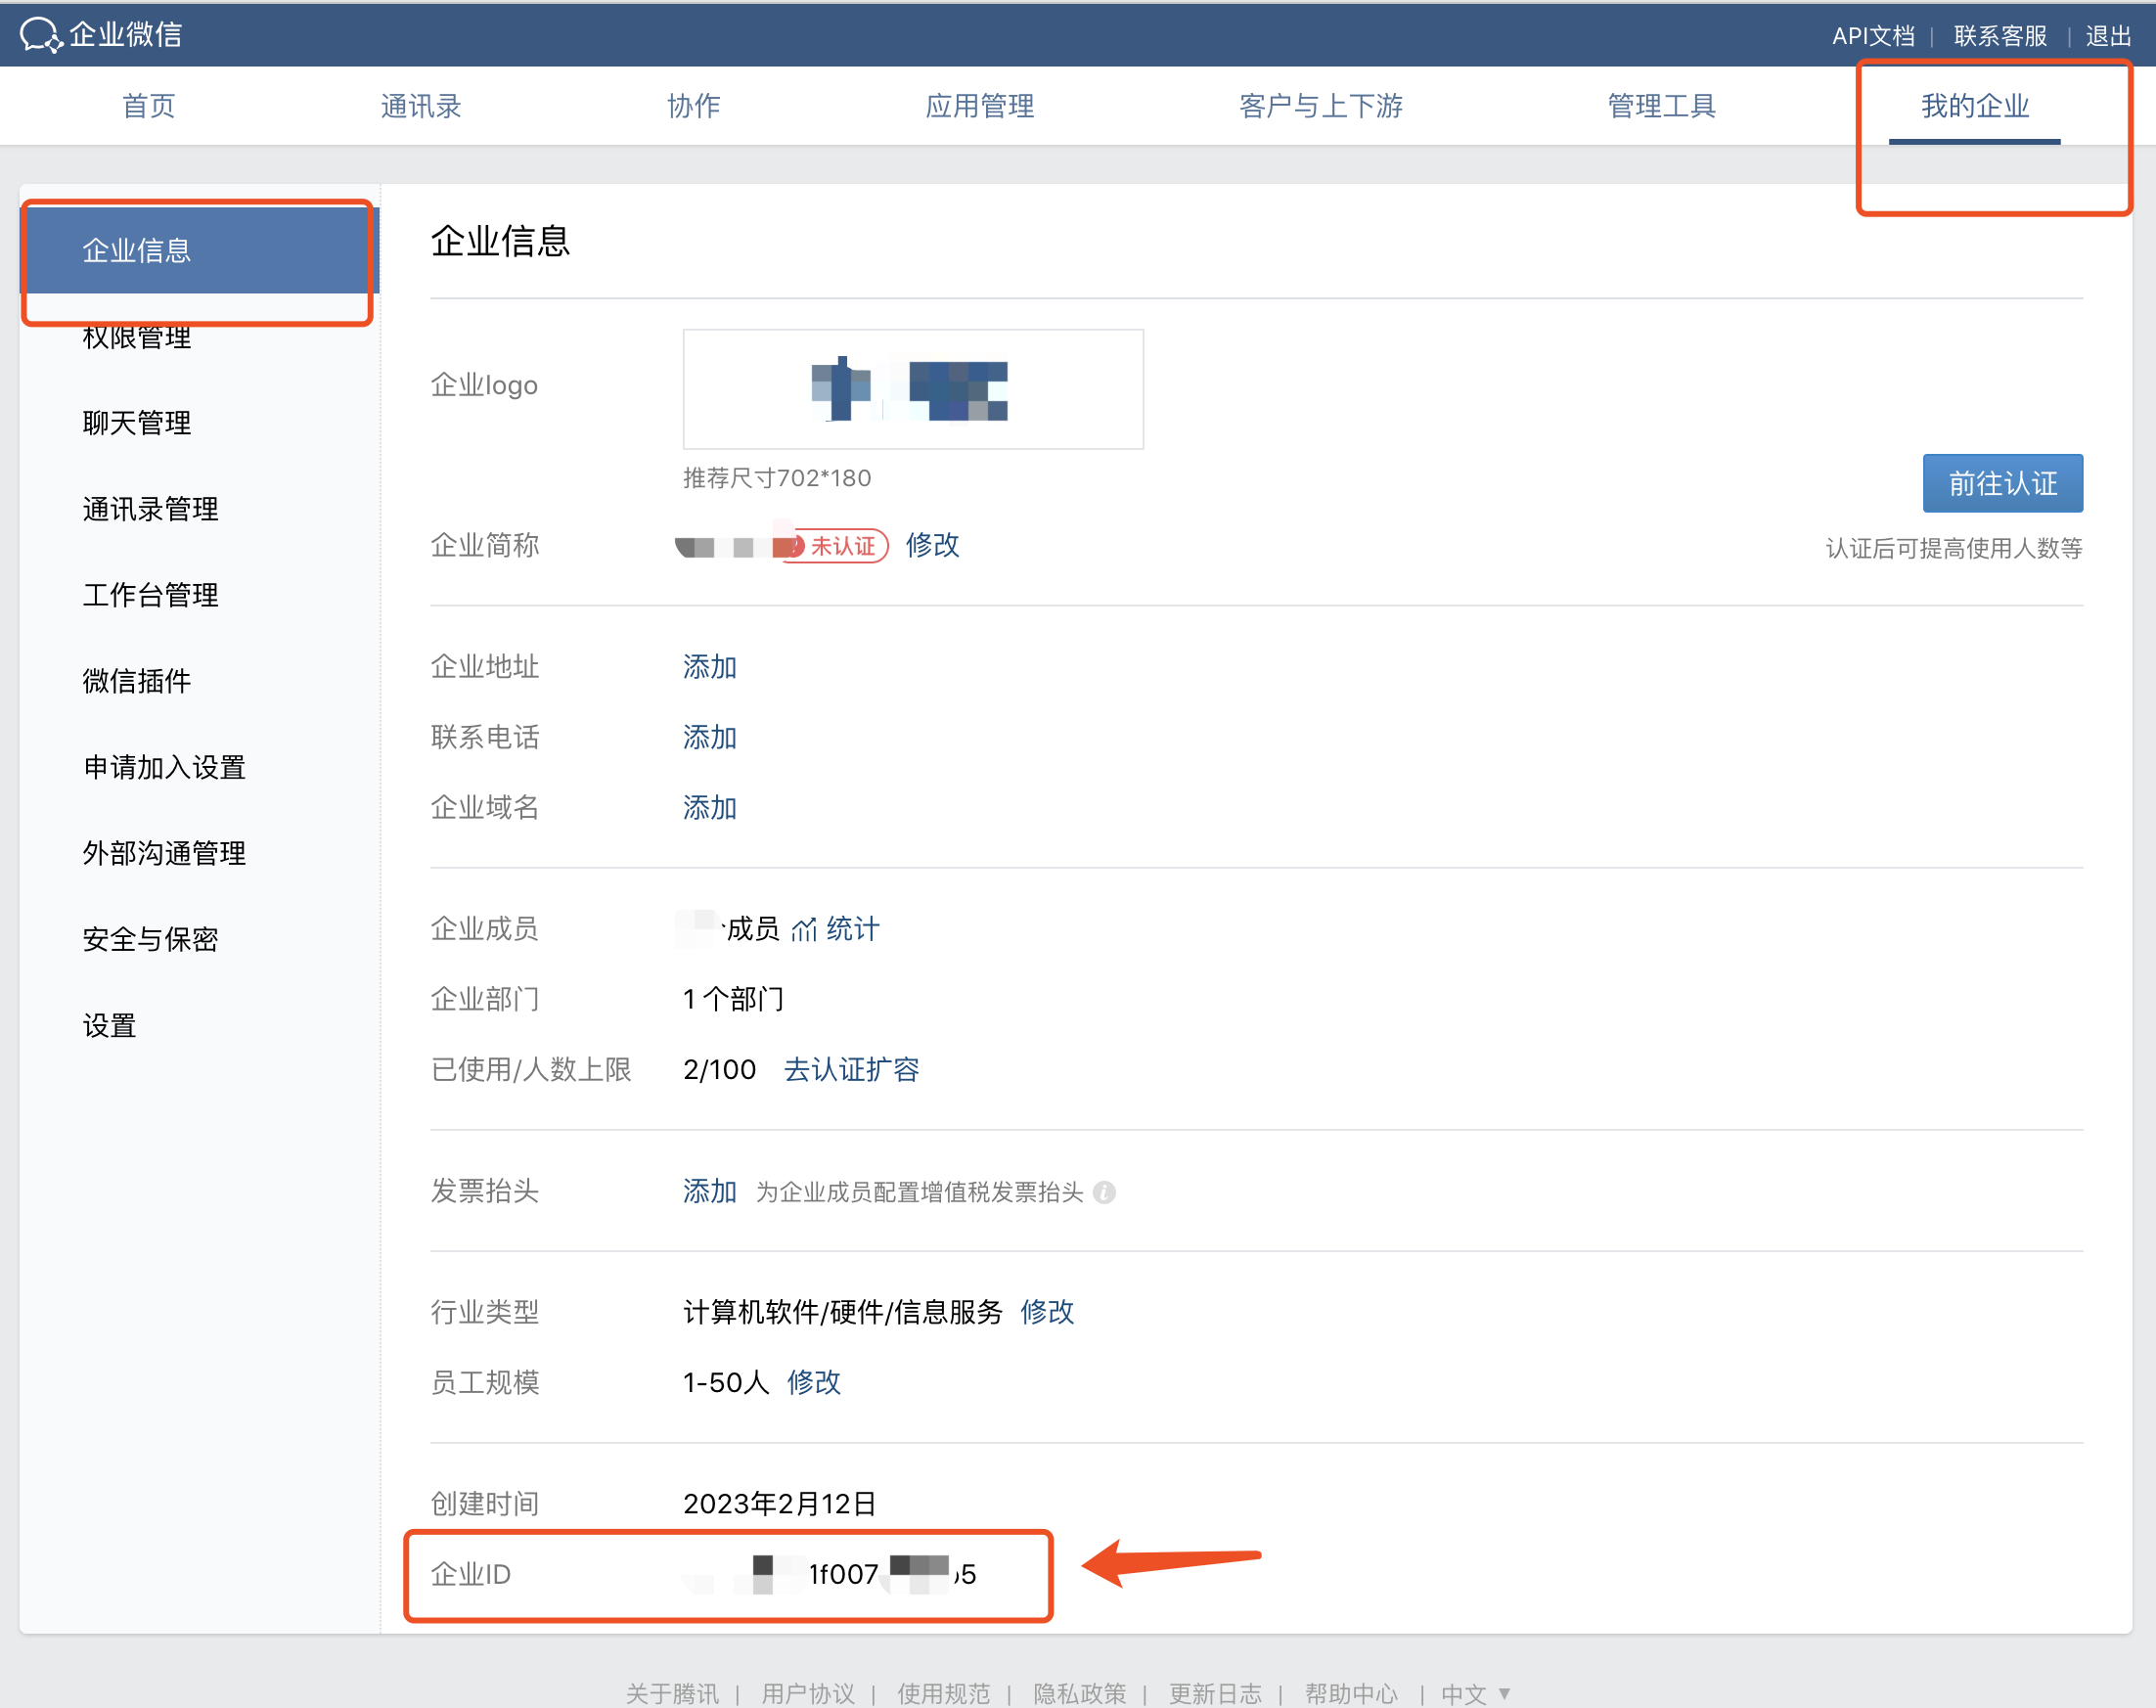 企业微信
API文档 | 联系客服 | 退出
首页 通讯录 协作 应用管理 客户与上下游 管理工具 我的企业
企业信息
权限管理
聊天管理
通讯录管理
工作台管理
微信插件
申请加入设置
外部沟通管理
安全与保密
设置
企业信息
企业logo
推荐尺寸702*180
前往认证
企业简称 未认证 修改
认证后可提高使用人数等
企业地址 添加
联系电话 添加
企业域名 添加
企业成员 成员 统计
企业部门 1 个部门
已使用/人数上限 2/100 去认证扩容
发票抬头 添加 为企业成员配置增值税发票抬头
行业类型 计算机软件/硬件/信息服务 修改
员工规模 1-50人 修改
创建时间 2023年2月12日
企业ID 1f007 5
关于腾讯 | 用户协议 | 使用规范 | 隐私政策 | 更新日志 | 帮助中心 | 中文 ▼